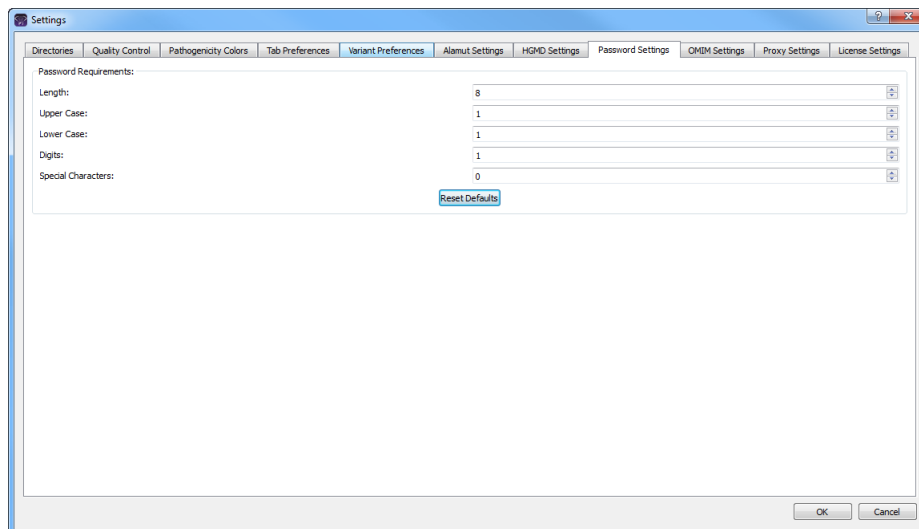 Settings
Directories Quality Control Pathogenicity Colors Tab Preferences Variant Preferences Alamut Settings HGMD Settings Password Settings OMIM Settings Proxy Settings License Settings
Password Requirements:
Length: 8
Upper Case: 1
Lower Case: 1
Digits: 1
Special Characters: 0
Reset Defaults
OK Cancel